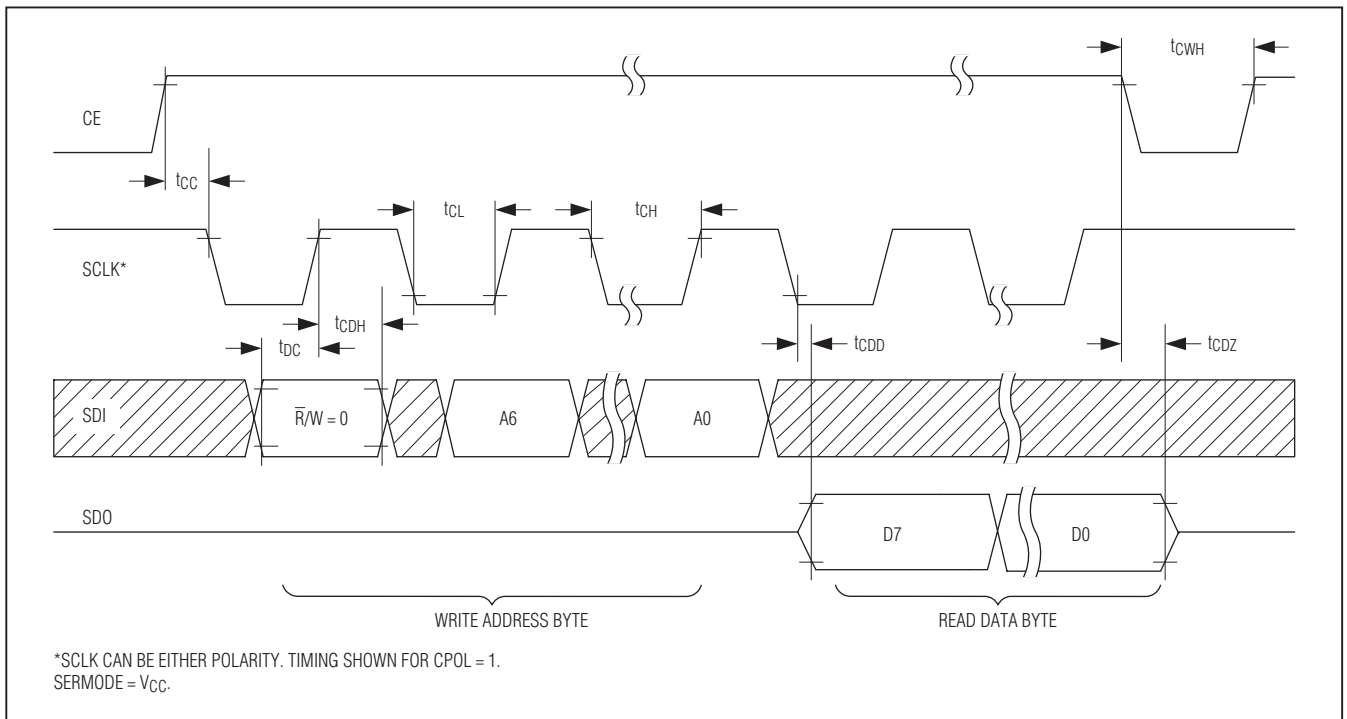 tCWH
CE
tCC
tCL
tCH
SCLK*
tCDH
tDC
tCDD
tCDZ
SDI
R̅/W = 0
A6
A0
SDO
D7
D0
WRITE ADDRESS BYTE
READ DATA BYTE
*SCLK CAN BE EITHER POLARITY. TIMING SHOWN FOR CPOL = 1.
SERMODE = VCC.